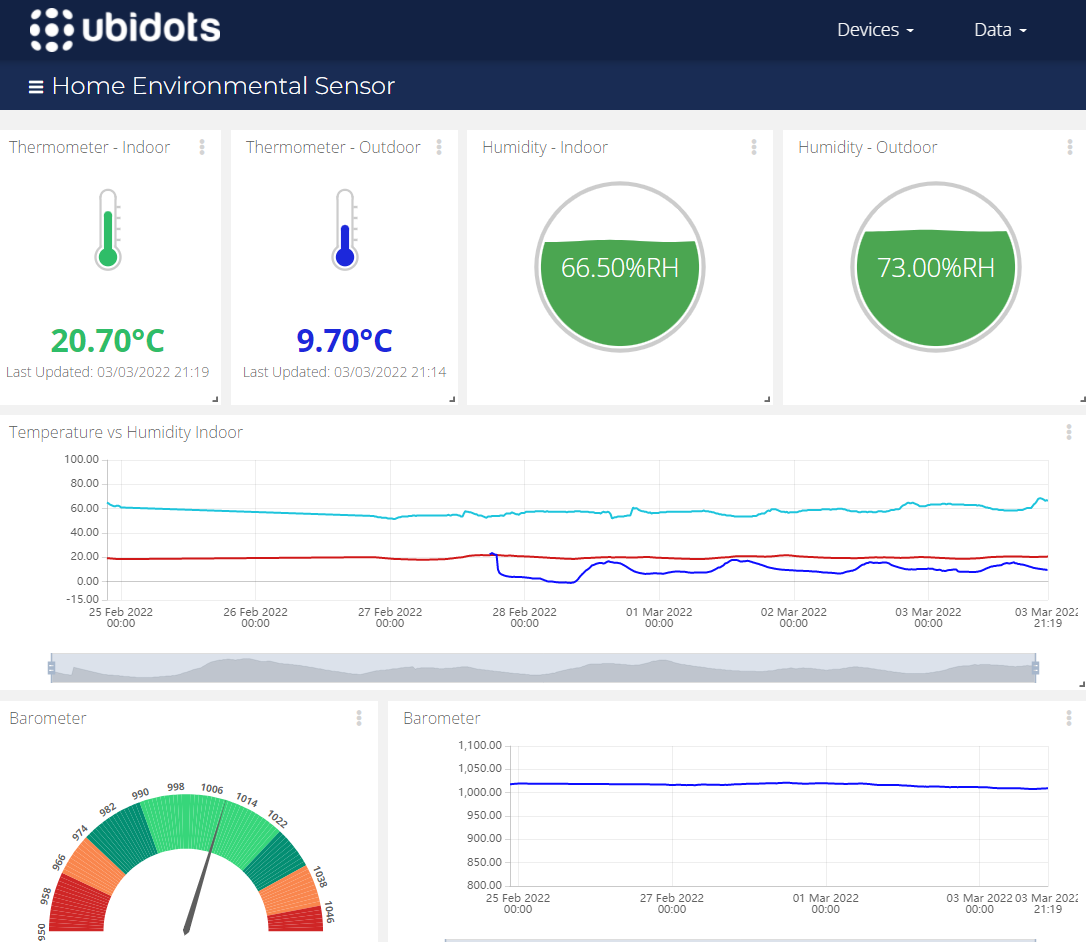 ubidots
Devices
Data
Home Environmental Sensor
Thermometer - Indoor
Thermometer - Outdoor
Humidity - Indoor
Humidity - Outdoor
66.50%RH
73.00%RH
20.70°C
9.70°C
Last Updated: 03/03/2022 21:19
Last Updated: 03/03/2022 21:14
Temperature vs Humidity Indoor
100.00
80.00
60.00
40.00
20.00
0.00
-15.00
25 Feb 2022
00:00
26 Feb 2022
00:00
27 Feb 2022
00:00
28 Feb 2022
00:00
01 Mar 2022
00:00
02 Mar 2022
00:00
03 Mar 2022
00:00
03 Mar 2022
21:19
Barometer
950
958
966
974
982
990
998
1006
1014
1022
1038
1046
Barometer
1,100.00
1,050.00
1,000.00
950.00
900.00
850.00
800.00
25 Feb 2022
00:00
27 Feb 2022
00:00
01 Mar 2022
00:00
03 Mar 2022
00:00
03 Mar 2022
21:19